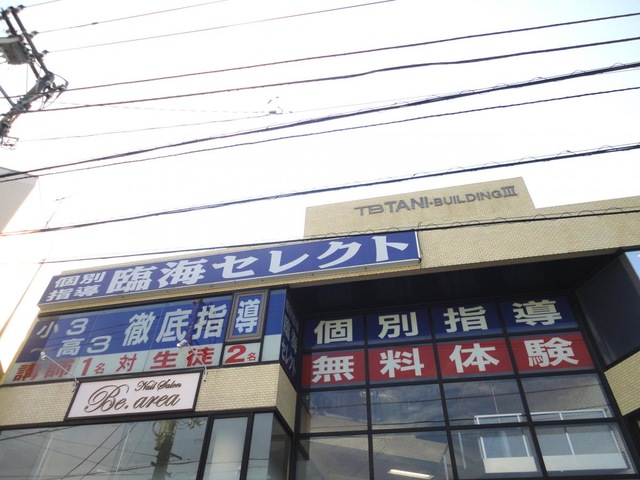 TB TANI-BUILDING III
個別
指導 臨海セレクト
小3
~高3 徹底指導
講師1名対生徒2名
個別指導
無料体験
Nail Salon
Be. area